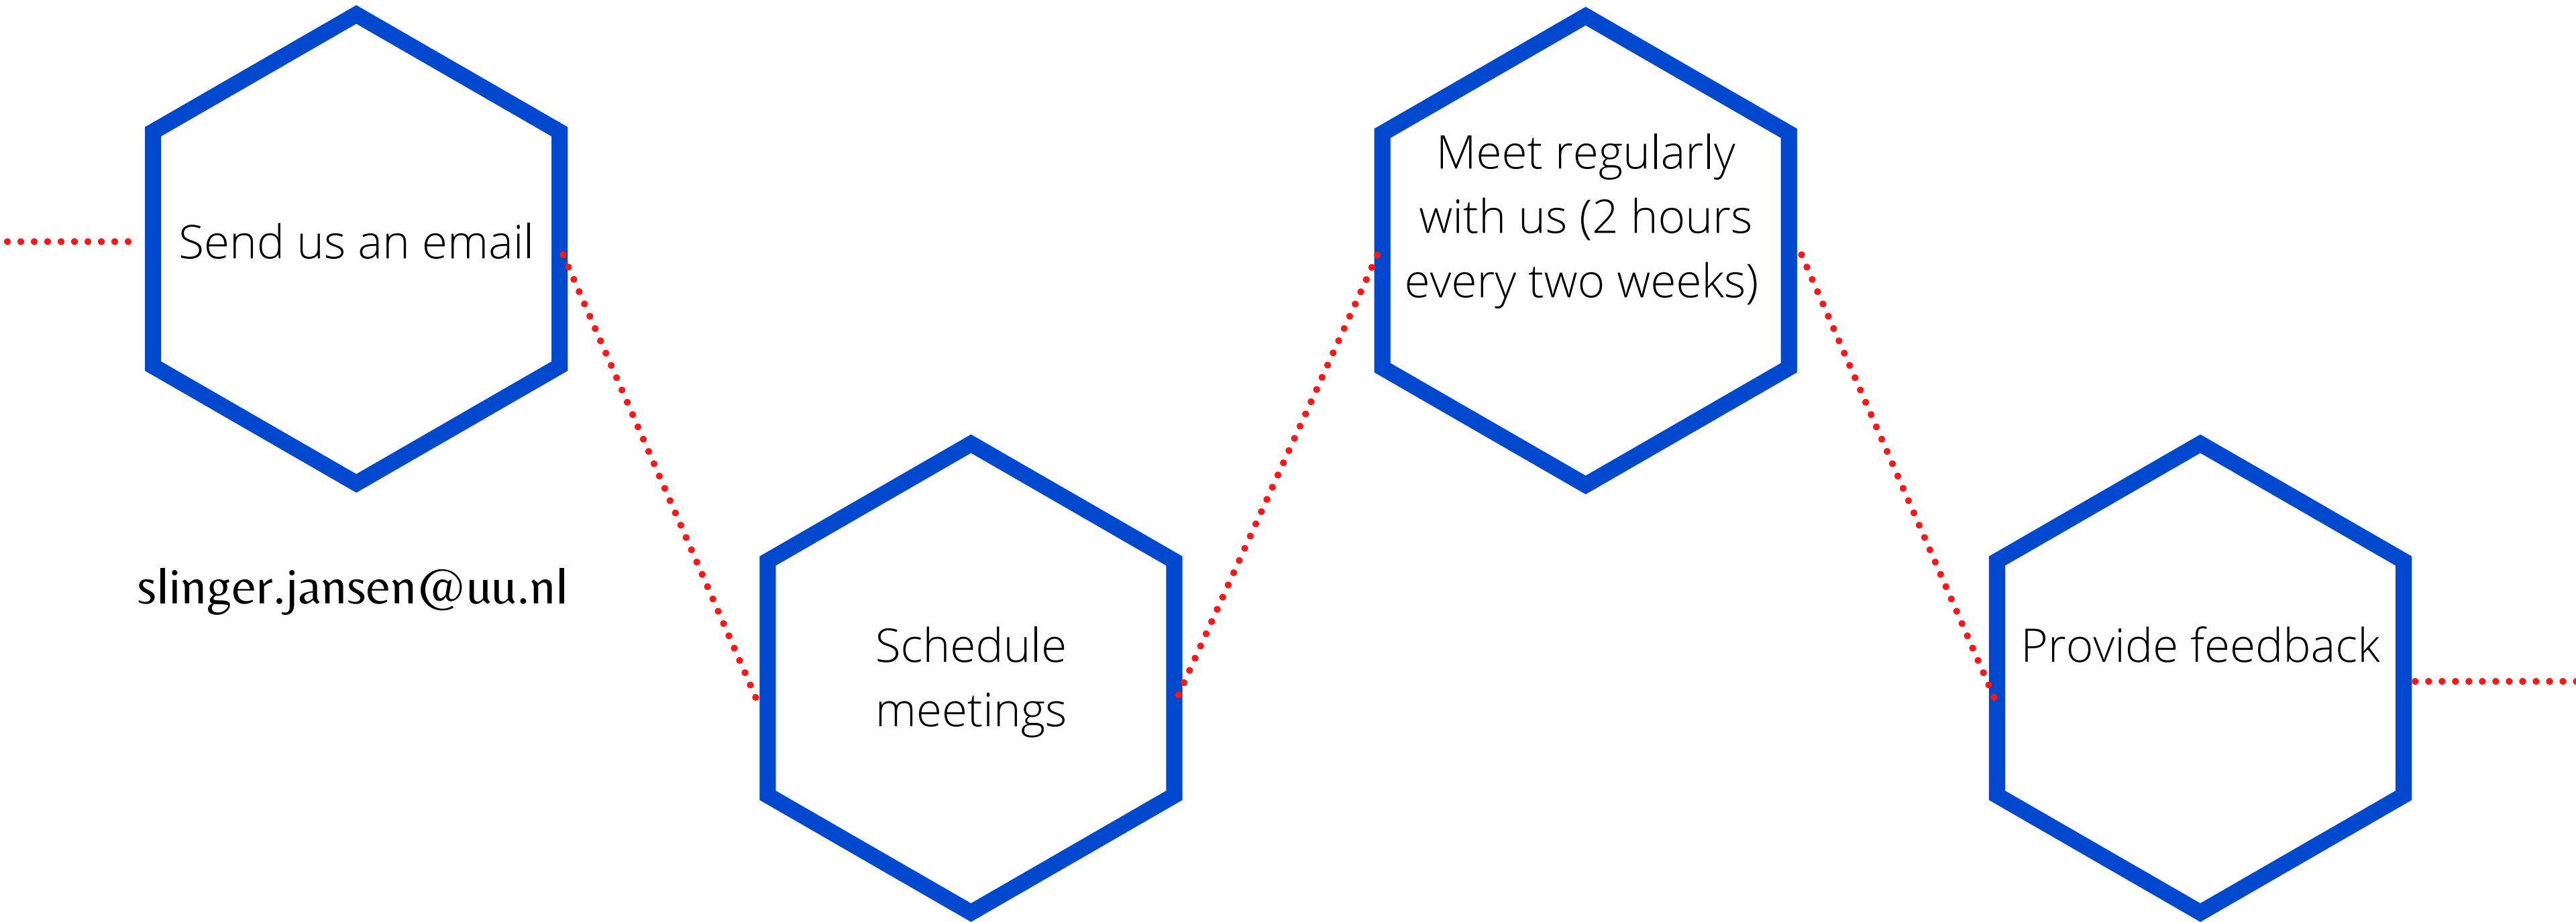 Send us an email
slinger.jansen@uu.nl
Schedule
meetings
Meet regularly
with us (2 hours
every two weeks)
Provide feedback